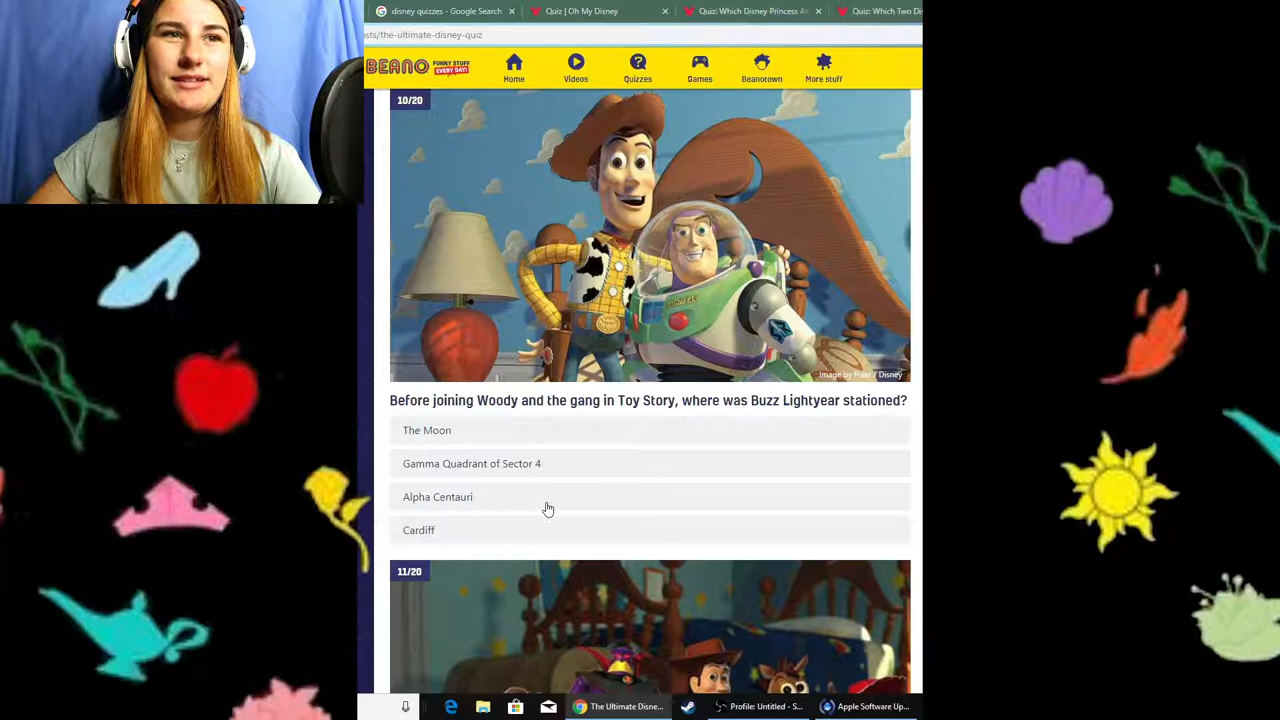 disney quizzes - Google Search
Quiz | Oh My Disney
Quiz: Which Disney Princess A
Quiz: Which Two Di
sts/the-ultimate-disney-quiz
BEANO FUNNY STUFF EVERY DAY!
Home
Videos
Quizzes
Games
Beanotown
More stuff
10/20
Image by Pixar / Disney
Before joining Woody and the gang in Toy Story, where was Buzz Lightyear stationed?
The Moon
Gamma Quadrant of Sector 4
Alpha Centauri
Cardiff
11/20
The Ultimate Disne...
Profile: Untitled - S...
Apple Software Up...